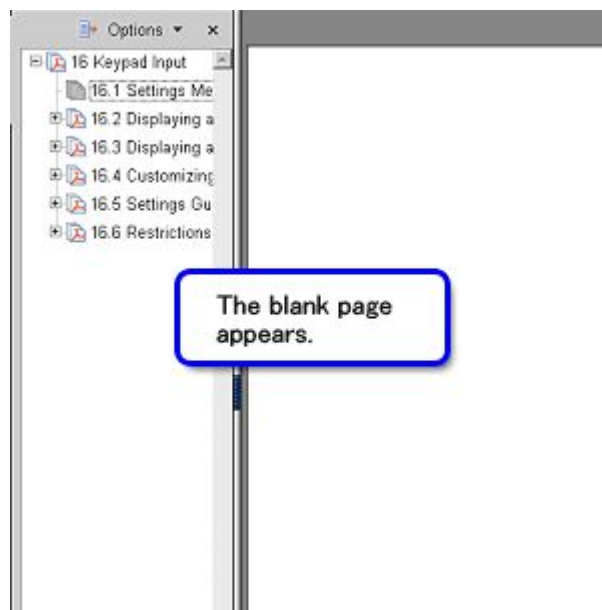 Options
16 Keypad Input
16.1 Settings Me
16.2 Displaying a
16.3 Displaying a
16.4 Customizing
16.5 Settings Gu
16.6 Restrictions
The blank page
appears.